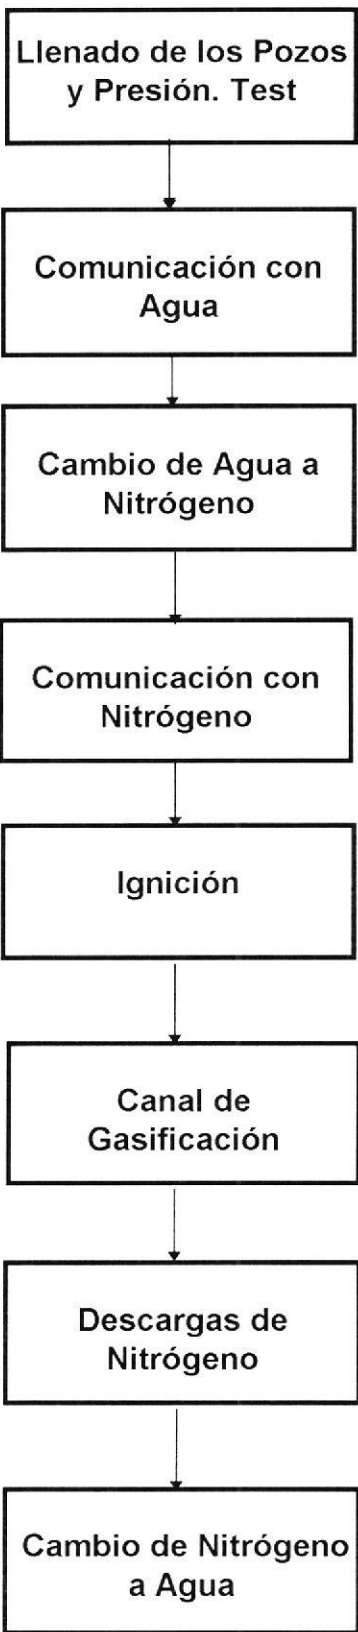 Llenado de los Pozos
y Presión. Test
Comunicación con
Agua
Cambio de Agua a
Nitrógeno
Comunicación con
Nitrógeno
Ignición
Canal de
Gasificación
Descargas de
Nitrógeno
Cambio de Nitrógeno
a Agua